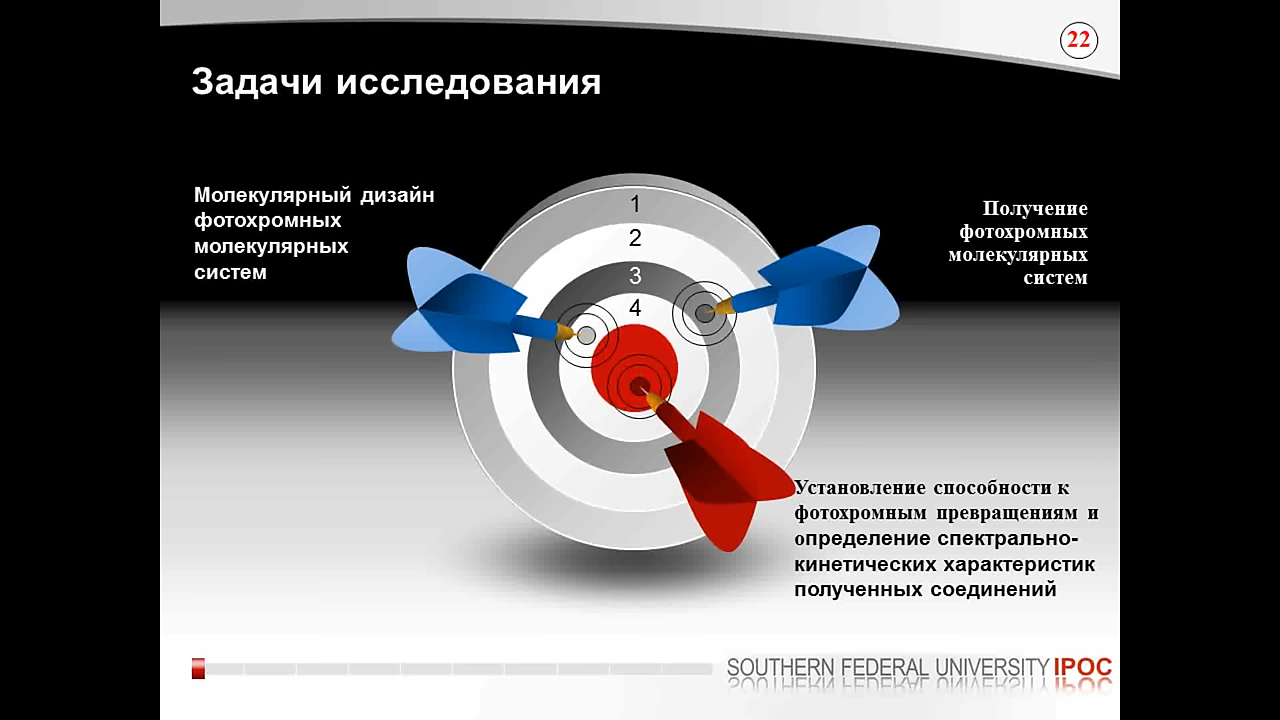 22
Задачи исследования
Молекулярный дизайн
фотохромных
молекулярных
систем
1
2
3
4
Получение
фотохромных
молекулярных
систем
Установление способности к
фотохромным превращениям и
определение спектрально-
кинетических характеристик
полученных соединений
SOUTHERN FEDERAL UNIVERSITY IPOC